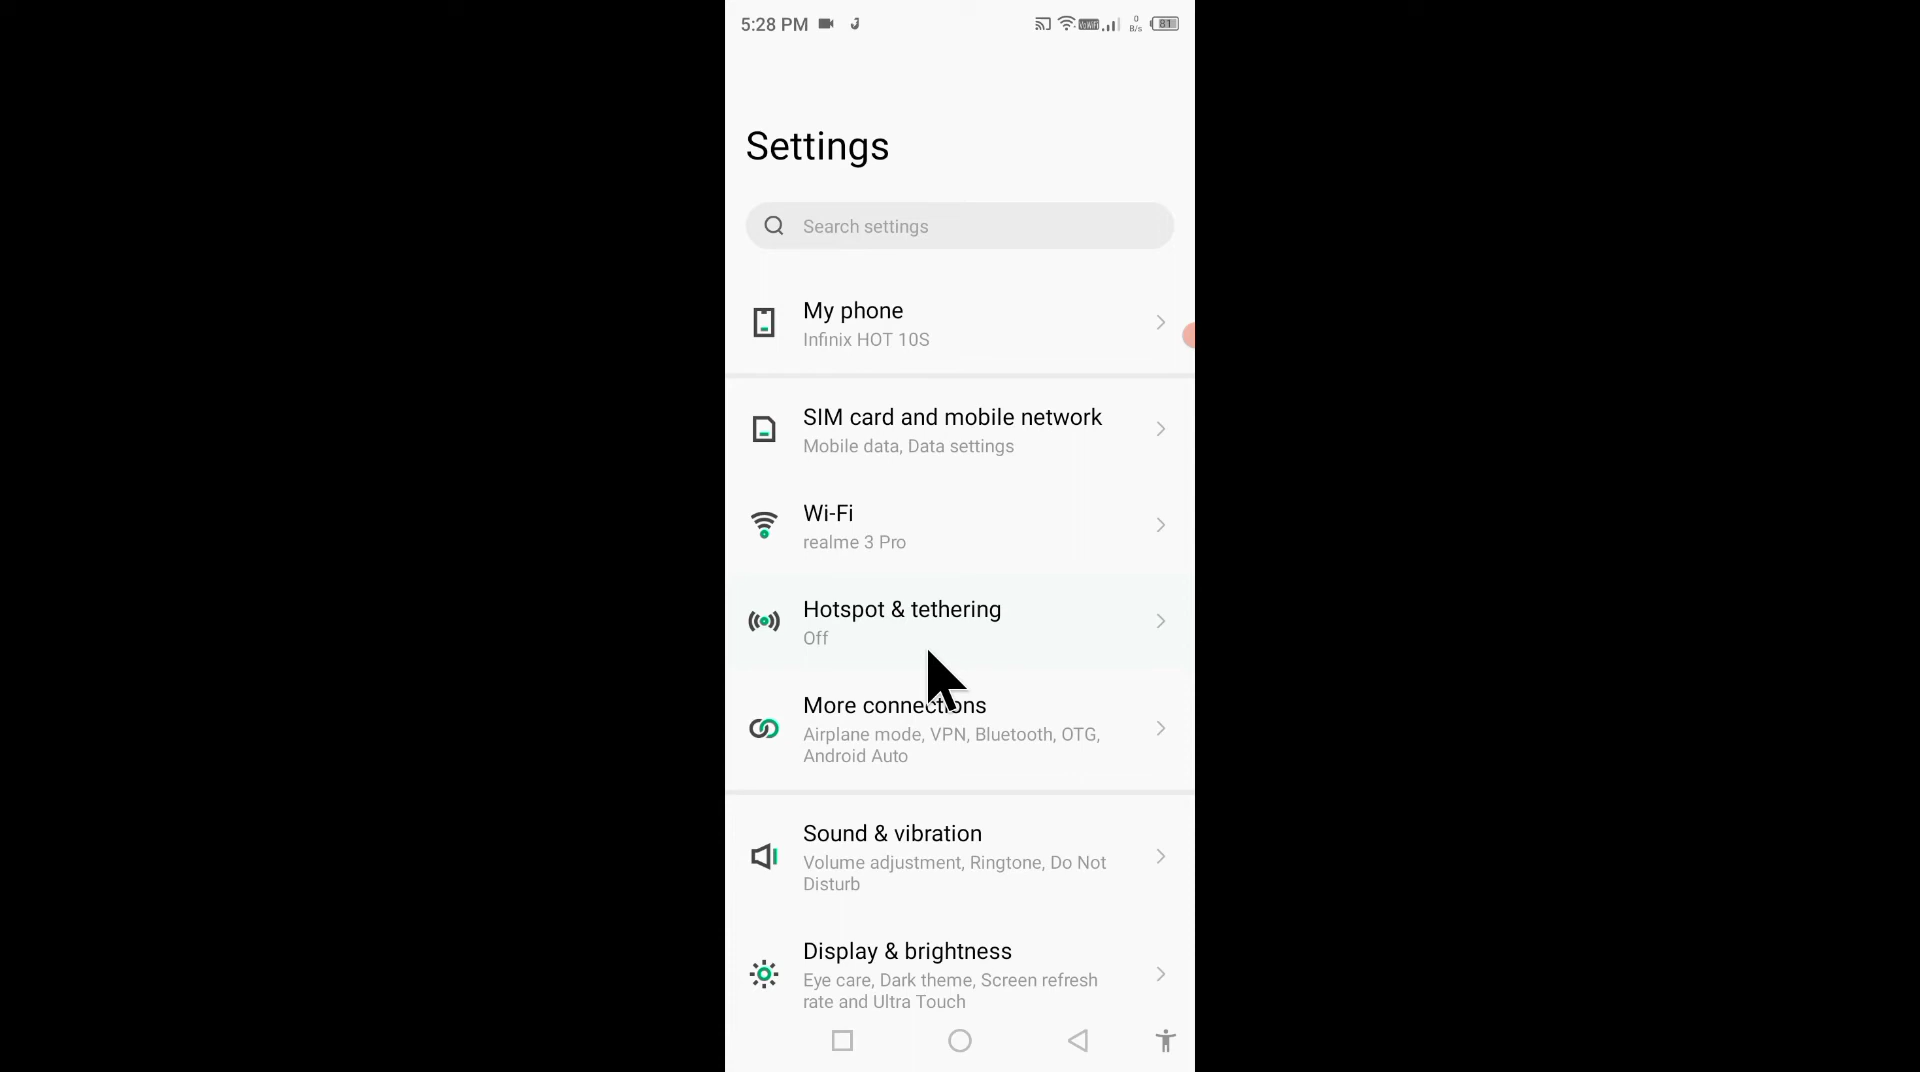 5:28 PM
VoWiFi
0
B/s
81
Settings
Search settings
My phone
Infinix HOT 10S
SIM card and mobile network
Mobile data, Data settings
Wi-Fi
realme 3 Pro
Hotspot & tethering
Off
More connections
Airplane mode, VPN, Bluetooth, OTG,
Android Auto
Sound & vibration
Volume adjustment, Ringtone, Do Not
Disturb
Display & brightness
Eye care, Dark theme, Screen refresh
rate and Ultra Touch